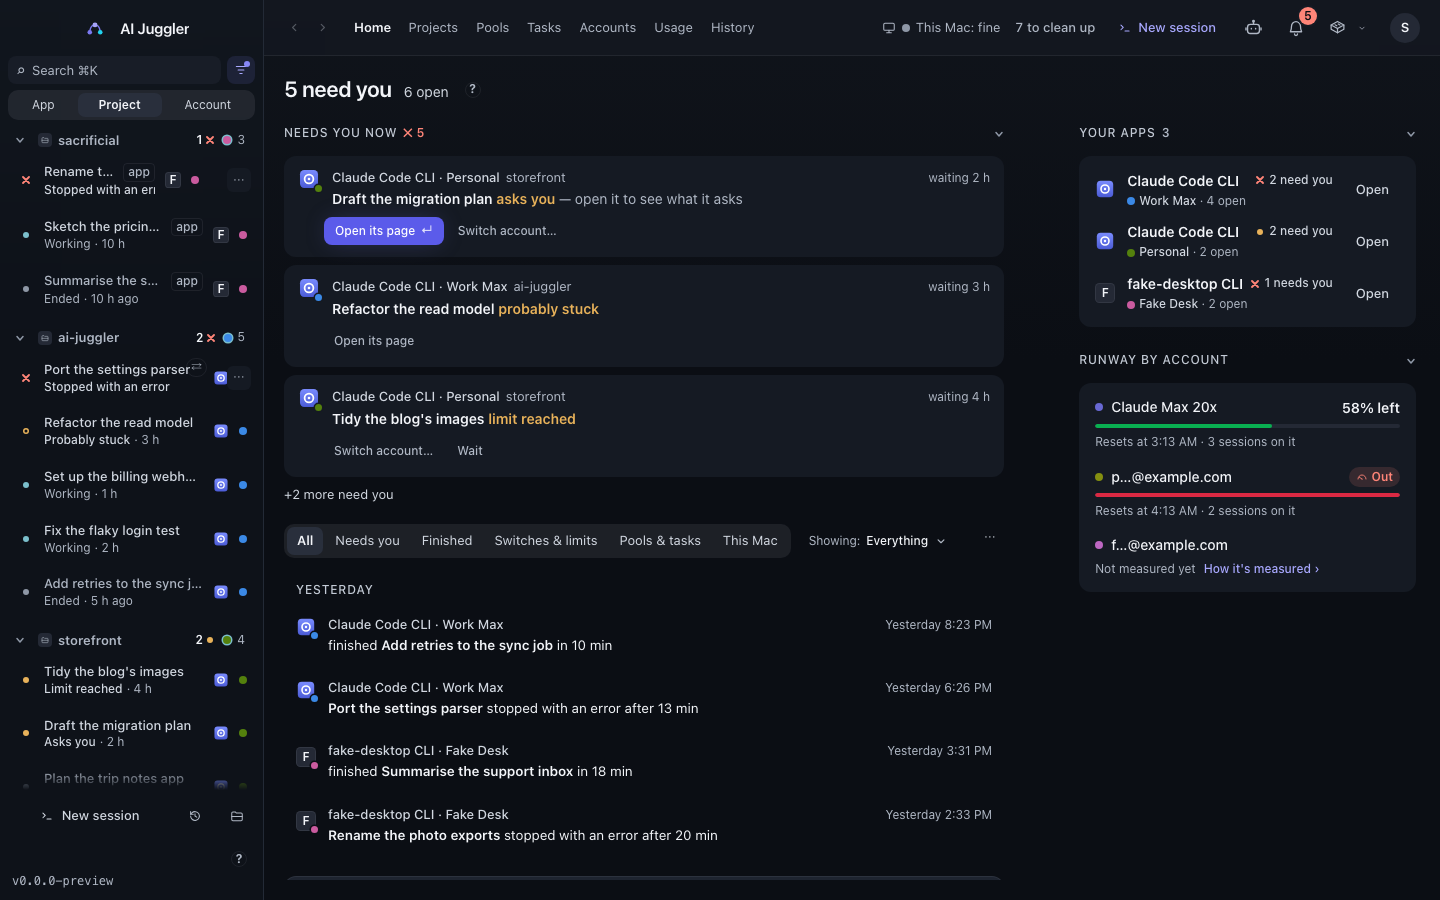 AI Juggler
Search ⌘K
App Project Account
sacrificial 1 3
Rename t... app F
Stopped with an err
Sketch the pricin... app F
Working · 10 h
Summarise the s... app F
Ended · 10 h ago
ai-juggler 2 5
Port the settings parser
Stopped with an error
Refactor the read model
Probably stuck · 3 h
Set up the billing webh...
Working · 1 h
Fix the flaky login test
Working · 2 h
Add retries to the sync j...
Ended · 5 h ago
storefront 2 4
Tidy the blog's images
Limit reached · 4 h
Draft the migration plan
Asks you · 2 h
Plan the trip notes app
New session
?
v0.0.0-preview
Home Projects Pools Tasks Accounts Usage History
This Mac: fine 7 to clean up New session 5 S
5 need you 6 open ?
NEEDS YOU NOW 5
Claude Code CLI · Personal storefront waiting 2 h
Draft the migration plan asks you — open it to see what it asks
Open its page ↵ Switch account...
Claude Code CLI · Work Max ai-juggler waiting 3 h
Refactor the read model probably stuck
Open its page
Claude Code CLI · Personal storefront waiting 4 h
Tidy the blog's images limit reached
Switch account... Wait
+2 more need you
All Needs you Finished Switches & limits Pools & tasks This Mac Showing: Everything ...
YESTERDAY
Claude Code CLI · Work Max Yesterday 8:23 PM
finished Add retries to the sync job in 10 min
Claude Code CLI · Work Max Yesterday 6:26 PM
Port the settings parser stopped with an error after 13 min
F fake-desktop CLI · Fake Desk Yesterday 3:31 PM
finished Summarise the support inbox in 18 min
F fake-desktop CLI · Fake Desk Yesterday 2:33 PM
Rename the photo exports stopped with an error after 20 min
YOUR APPS 3
Claude Code CLI 2 need you Open
Work Max · 4 open
Claude Code CLI 2 need you Open
Personal · 2 open
F fake-desktop CLI 1 needs you Open
Fake Desk · 2 open
RUNWAY BY ACCOUNT
Claude Max 20x 58% left
Resets at 3:13 AM · 3 sessions on it
p...@example.com Out
Resets at 4:13 AM · 2 sessions on it
f...@example.com
Not measured yet How it's measured ›